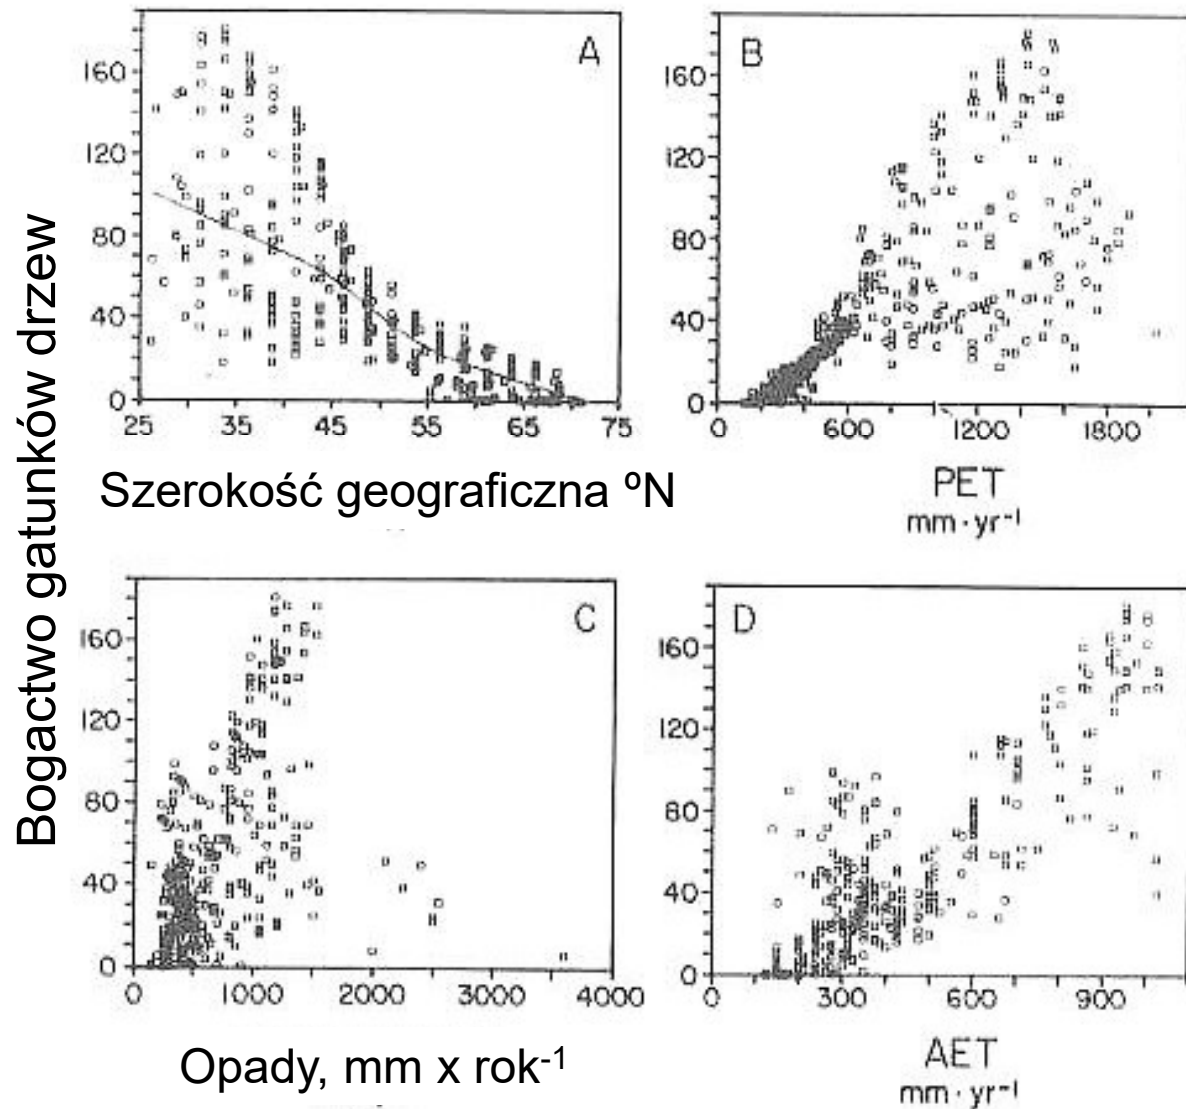 Bogactwo gatunków drzew
A
160
120
80
40
0
25 35 45 55 65 75
Szerokość geograficzna ºN
B
160
120
80
40
0
0 600 1200 1800
PET
mm·yr⁻¹
C
160
120
80
40
0
0 1000 2000 3000 4000
Opady, mm x rok⁻¹
D
160
120
80
40
0
0 300 600 900
AET
mm·yr⁻¹